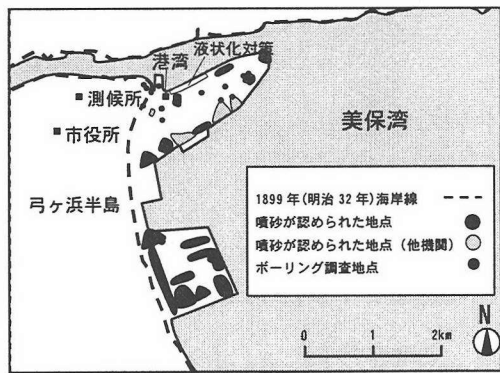 港湾
液状化対策
■測候所
■市役所
美保湾
弓ヶ浜半島
1899年(明治32年)海岸線
噴砂が認められた地点
噴砂が認められた地点(他機関)
ボーリング調査地点
N
0 1 2km